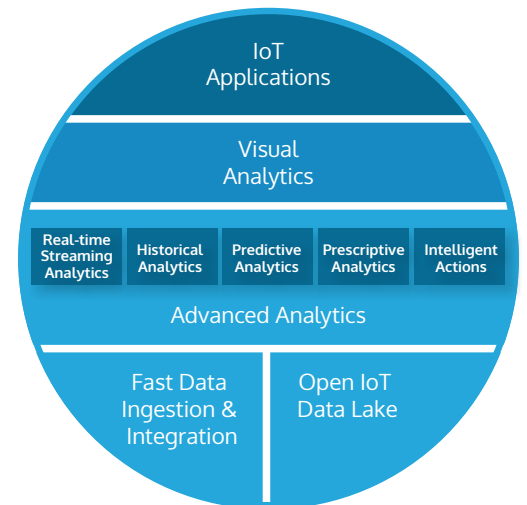 IoT
Applications
Visual
Analytics
Real-time
Streaming
Analytics
Historical
Analytics
Predictive
Analytics
Prescriptive
Analytics
Intelligent
Actions
Advanced Analytics
Fast Data
Ingestion &
Integration
Open IoT
Data Lake